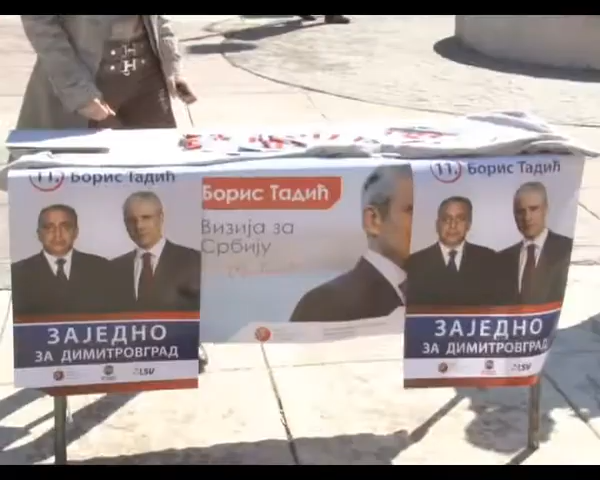 11. Борис Тадић
ЗАЈЕДНО
ЗА ДИМИТРОВГРАД
LSV
Борис Тадић
Визија за
Србију
11. Борис Тадић
ЗАЈЕДНО
ЗА ДИМИТРОВГРАД
LSV